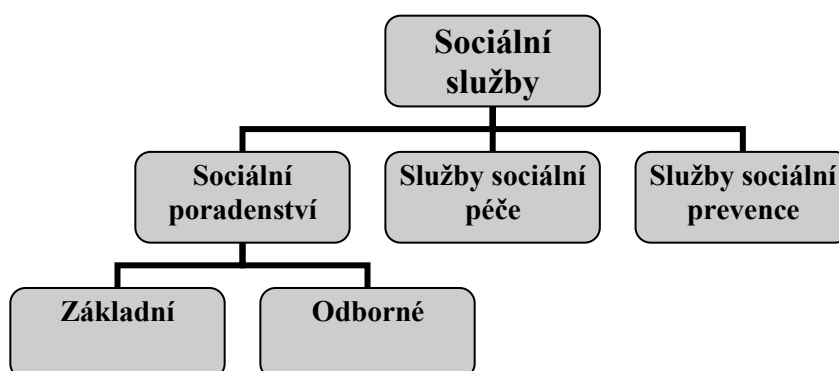 Sociální
služby
Sociální
poradenství
Služby sociální
péče
Služby sociální
prevence
Základní
Odborné